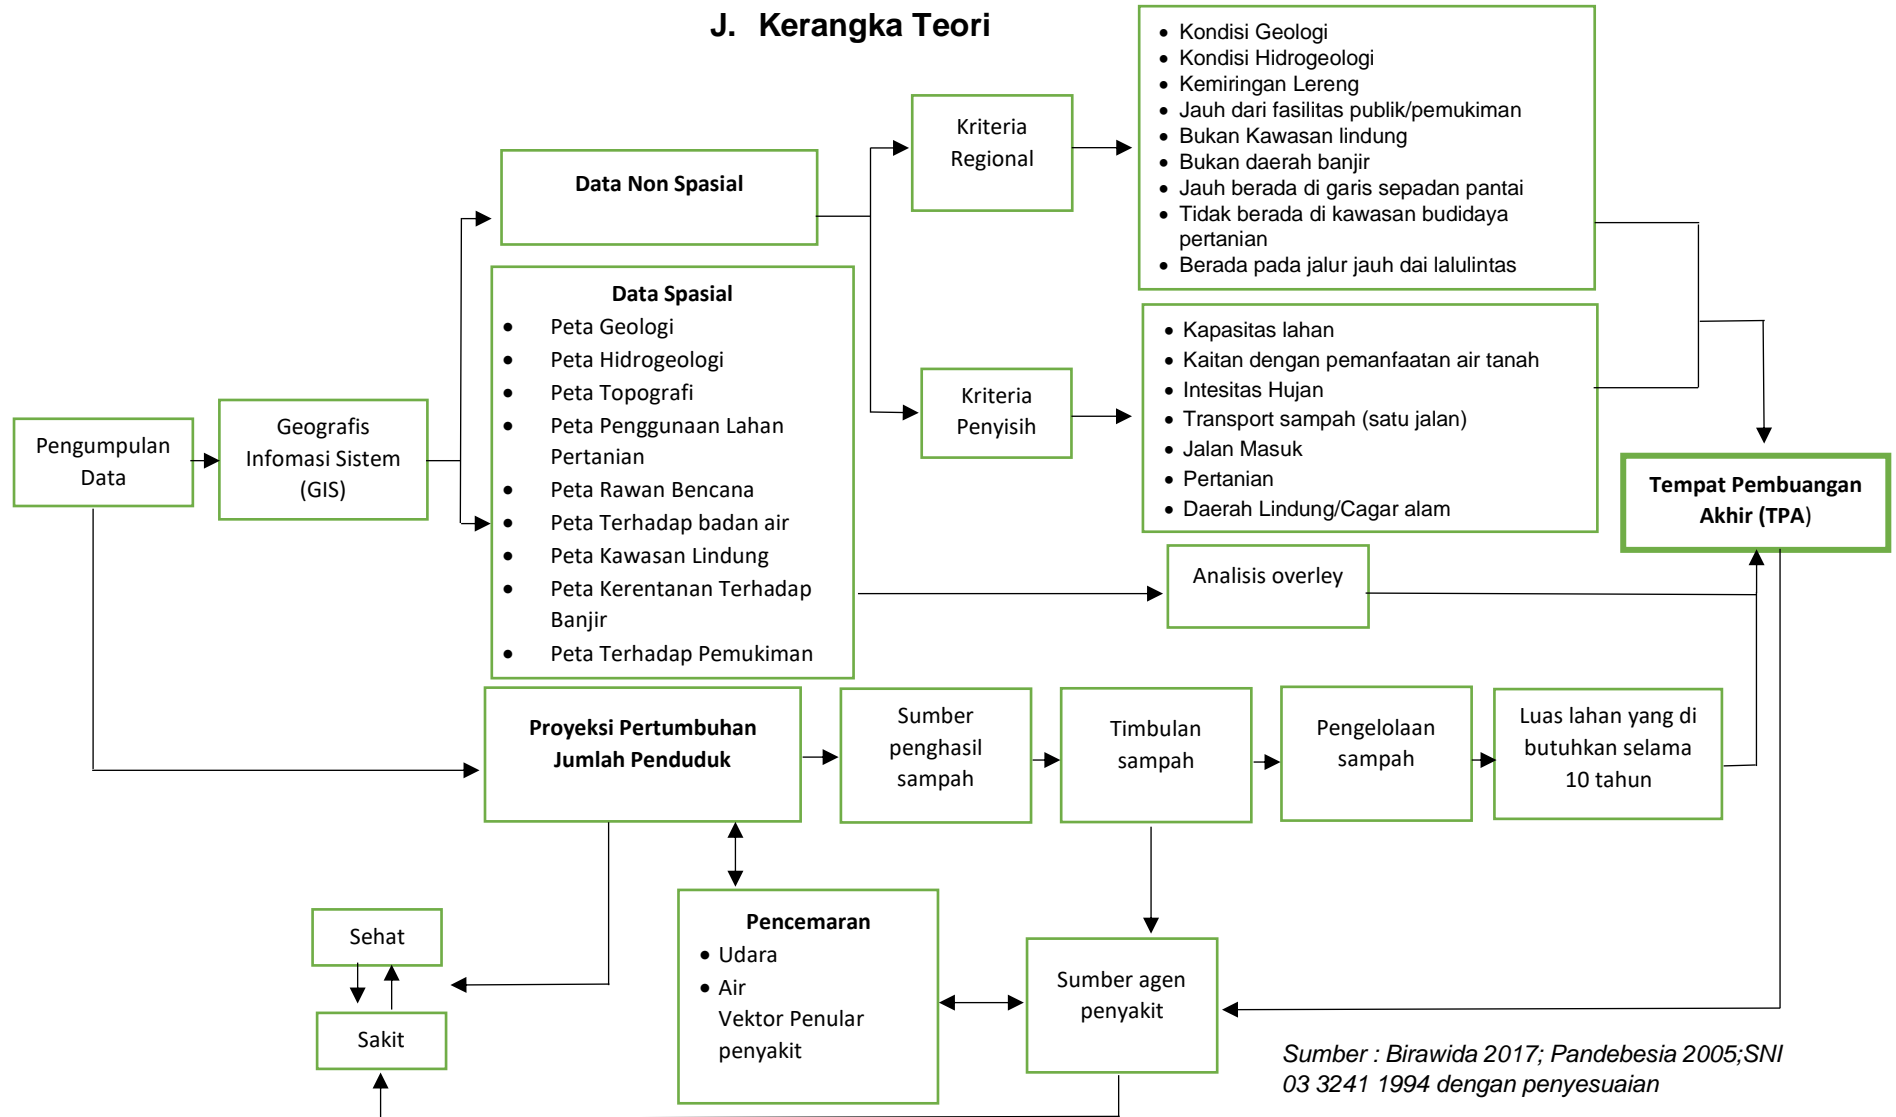 J. Kerangka Teori
Pengumpulan
Data
Geografis
Infomasi Sistem
(GIS)
Data Non Spasial
Data Spasial
• Peta Geologi
• Peta Hidrogeologi
• Peta Topografi
• Peta Penggunaan Lahan
Pertanian
• Peta Rawan Bencana
• Peta Terhadap badan air
• Peta Kawasan Lindung
• Peta Kerentanan Terhadap
Banjir
• Peta Terhadap Pemukiman
Kriteria
Regional
• Kondisi Geologi
• Kondisi Hidrogeologi
• Kemiringan Lereng
• Jauh dari fasilitas publik/pemukiman
• Bukan Kawasan lindung
• Bukan daerah banjir
• Jauh berada di garis sepadan pantai
• Tidak berada di kawasan budidaya
pertanian
• Berada pada jalur jauh dai lalulintas
Kriteria
Penyisih
• Kapasitas lahan
• Kaitan dengan pemanfaatan air tanah
• Intesitas Hujan
• Transport sampah (satu jalan)
• Jalan Masuk
• Pertanian
• Daerah Lindung/Cagar alam
Tempat Pembuangan
Akhir (TPA)
Analisis overley
Proyeksi Pertumbuhan
Jumlah Penduduk
Sumber
penghasil
sampah
Timbulan
sampah
Pengelolaan
sampah
Luas lahan yang di
butuhkan selama
10 tahun
Sehat
Sakit
Pencemaran
• Udara
• Air
Vektor Penular
penyakit
Sumber agen
penyakit
Sumber : Birawida 2017; Pandebesia 2005;SNI
03 3241 1994 dengan penyesuaian